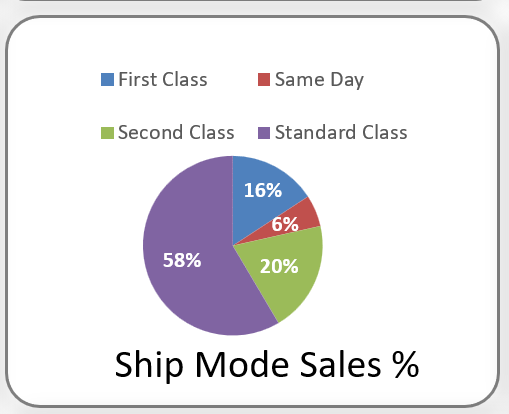 First Class Same Day
Second Class Standard Class
16%
6%
58%
20%
Ship Mode Sales %